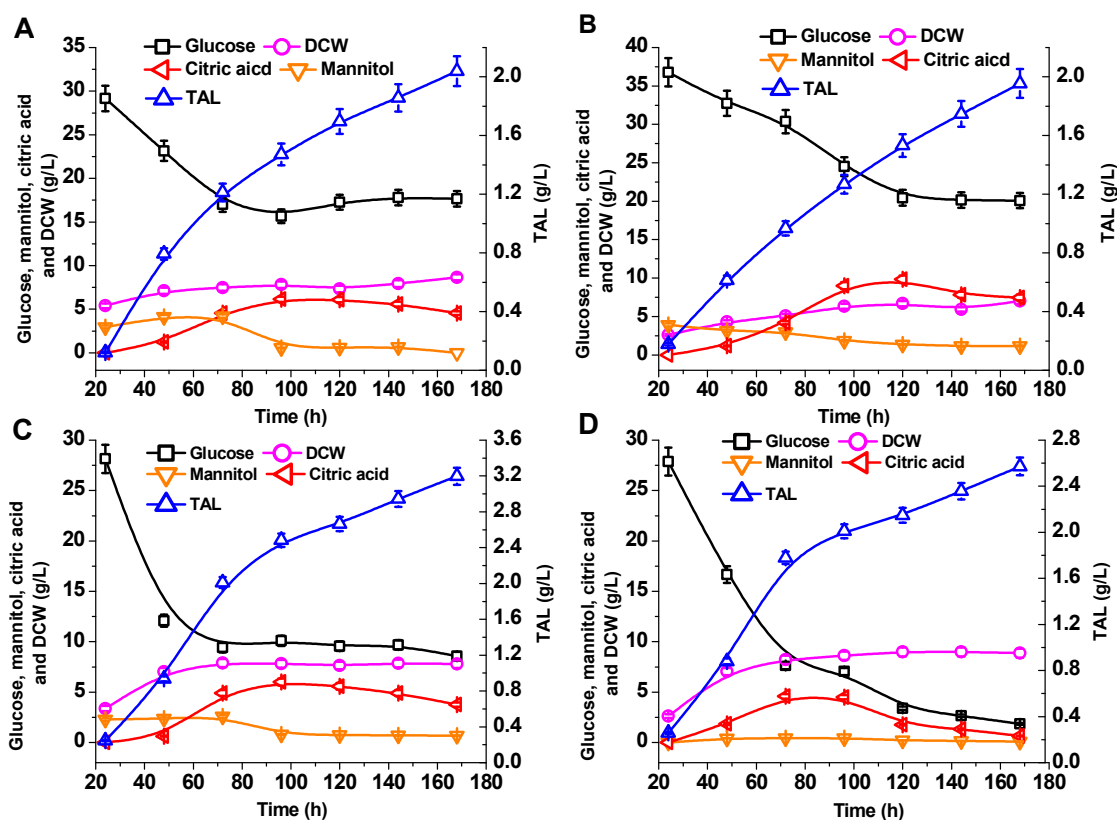 A
Glucose DCW
Citric aicd Mannitol
TAL
Glucose, mannitol, citric acid
and DCW (g/L)
35
30
25
20
15
10
5
0
2.0
1.6
1.2
0.8
0.4
0.0
TAL (g/L)
20 40 60 80 100 120 140 160 180
Time (h)
B
Glucose DCW
Mannitol Citric aicd
TAL
Glucose, mannitol, citric acid
and DCW (g/L)
40
35
30
25
20
15
10
5
0
2.0
1.6
1.2
0.8
0.4
0.0
TAL (g/L)
20 40 60 80 100 120 140 160 180
Time (h)
C
Glucose DCW
Mannitol Citric acid
TAL
Glucose, mannitol, citric acid
and DCW (g/L)
30
25
20
15
10
5
0
3.6
3.2
2.8
2.4
2.0
1.6
1.2
0.8
0.4
0.0
TAL (g/L)
20 40 60 80 100 120 140 160 180
Time (h)
D
Glucose DCW
Mannitol Citric acid
TAL
Glucose, mannitol, citric acid
and DCW (g/L)
30
25
20
15
10
5
0
2.8
2.4
2.0
1.6
1.2
0.8
0.4
0.0
TAL (g/L)
20 40 60 80 100 120 140 160 180
Time (h)